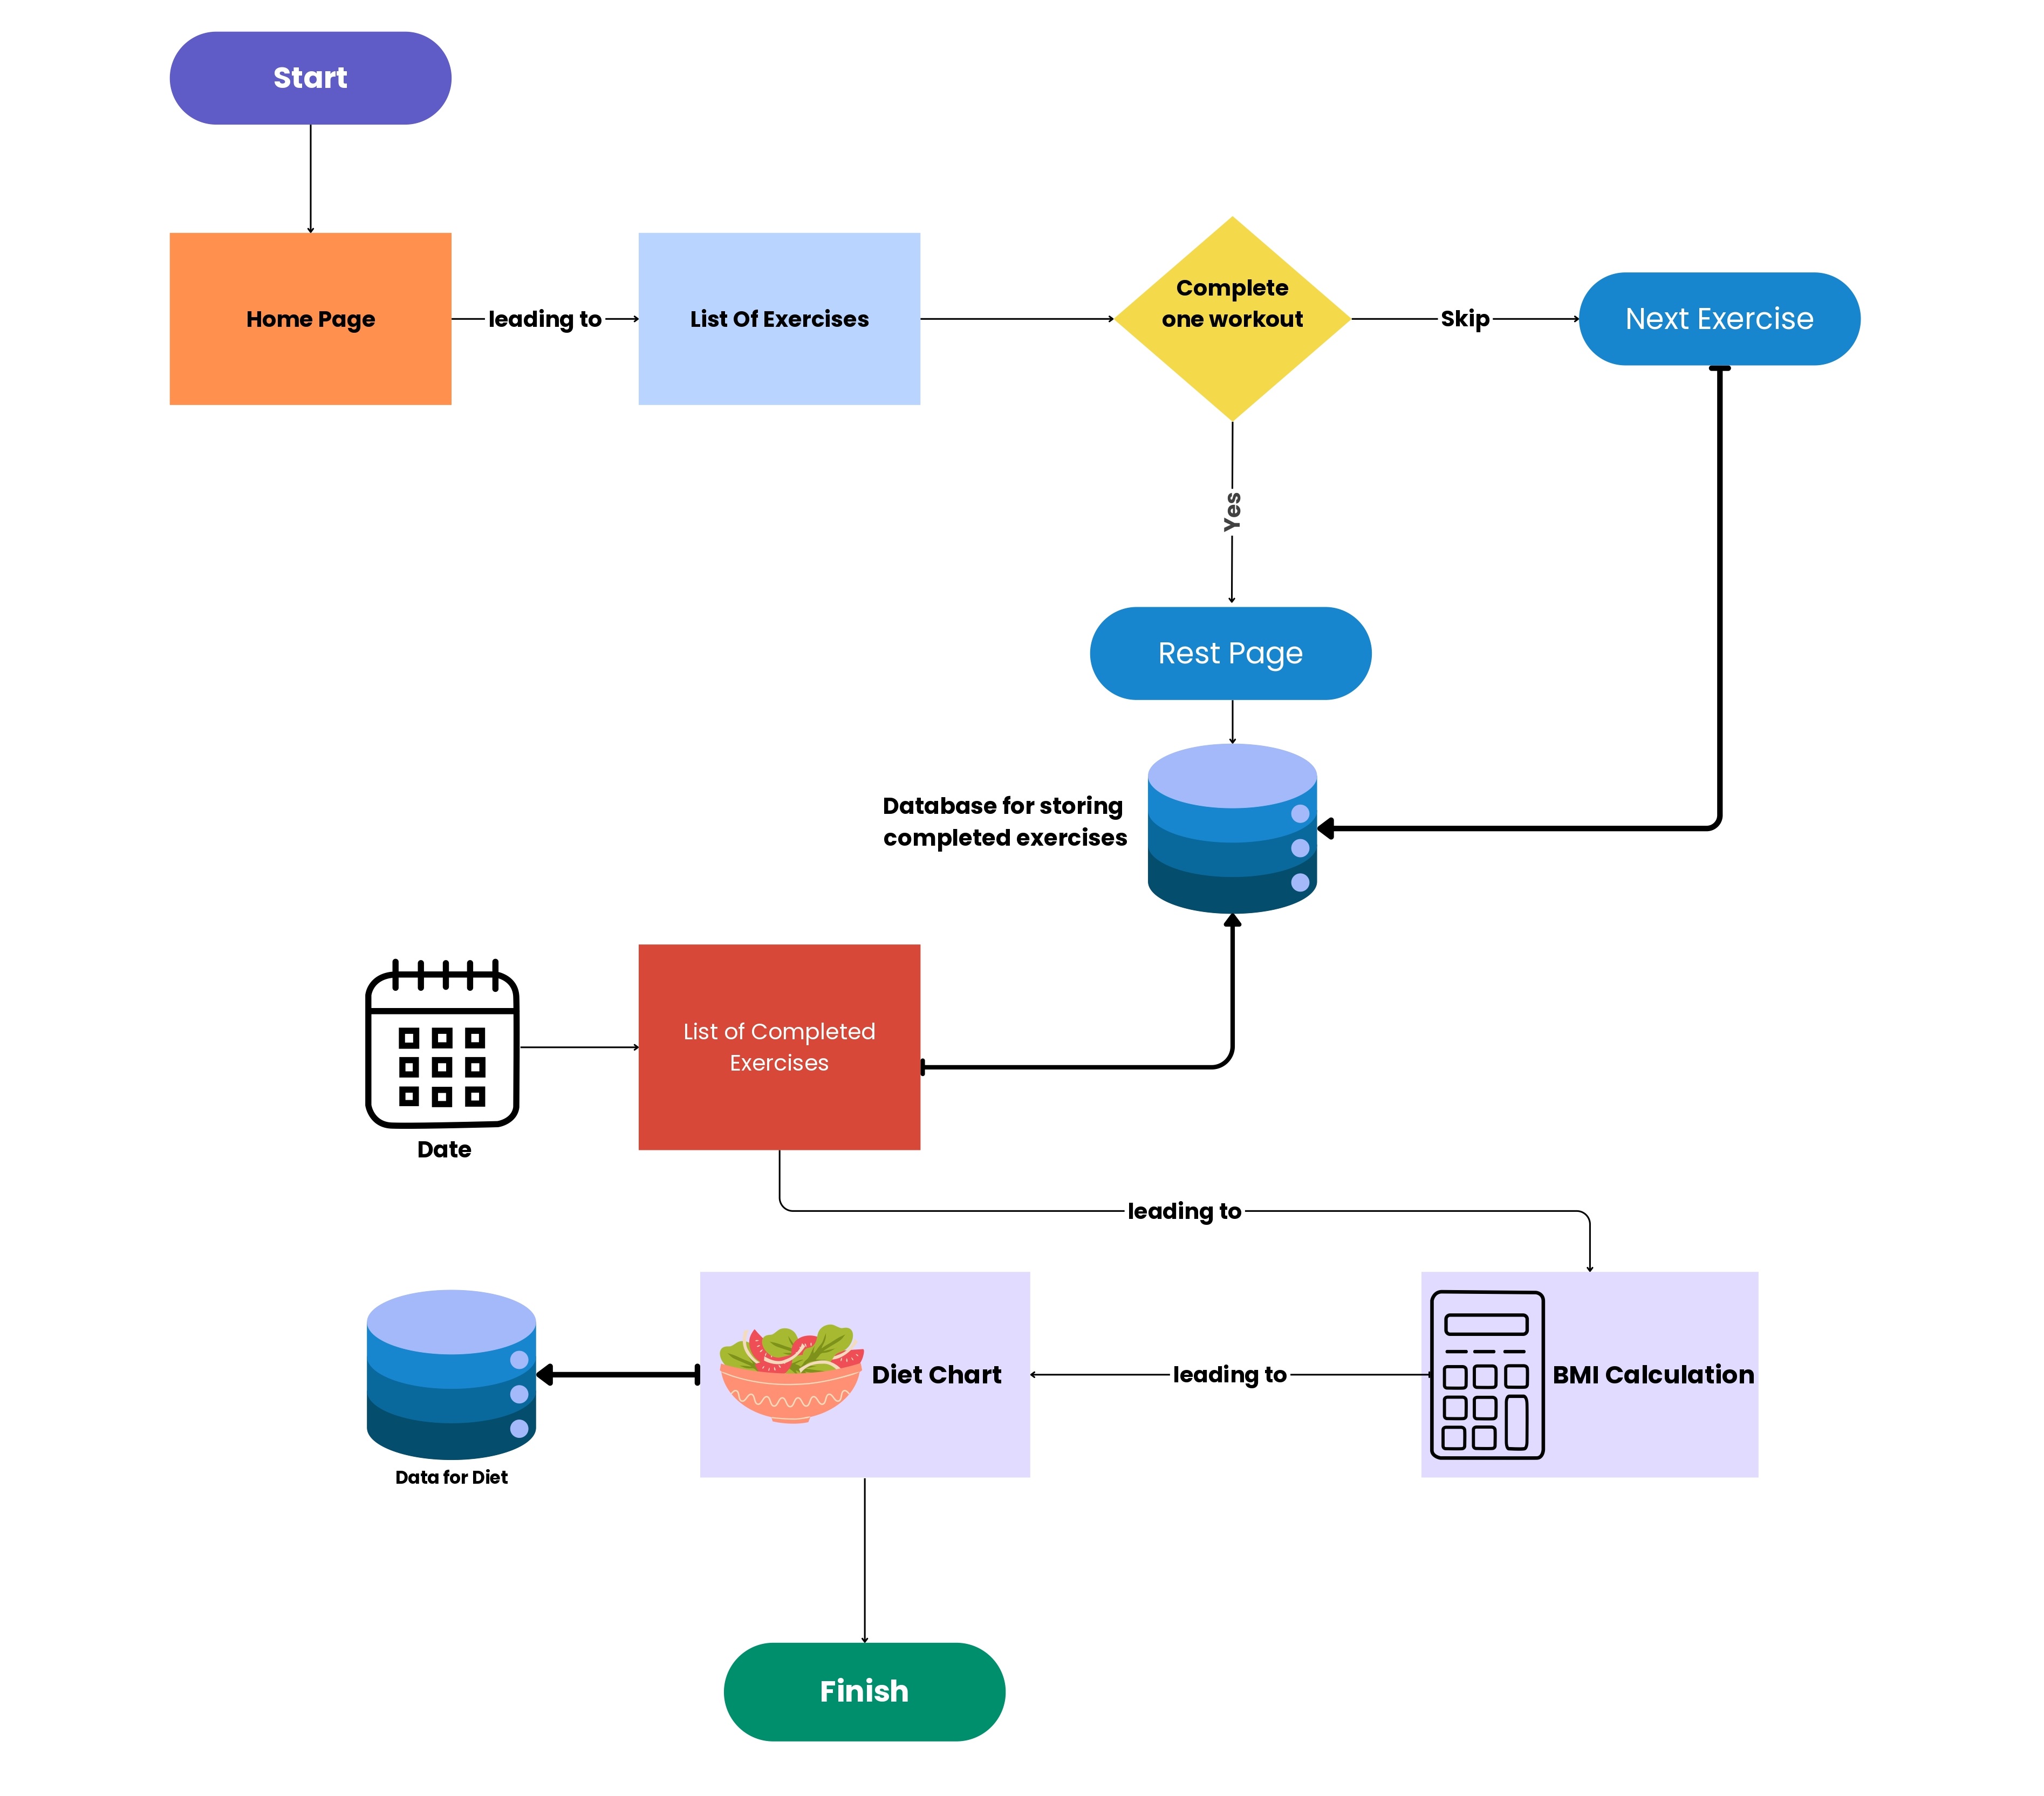 Start
Home Page
leading to
List Of Exercises
Complete
one workout
Skip
Next Exercise
Yes
Rest Page
Database for storing
completed exercises
List of Completed
Exercises
Date
leading to
Diet Chart
leading to
BMI Calculation
Data for Diet
Finish